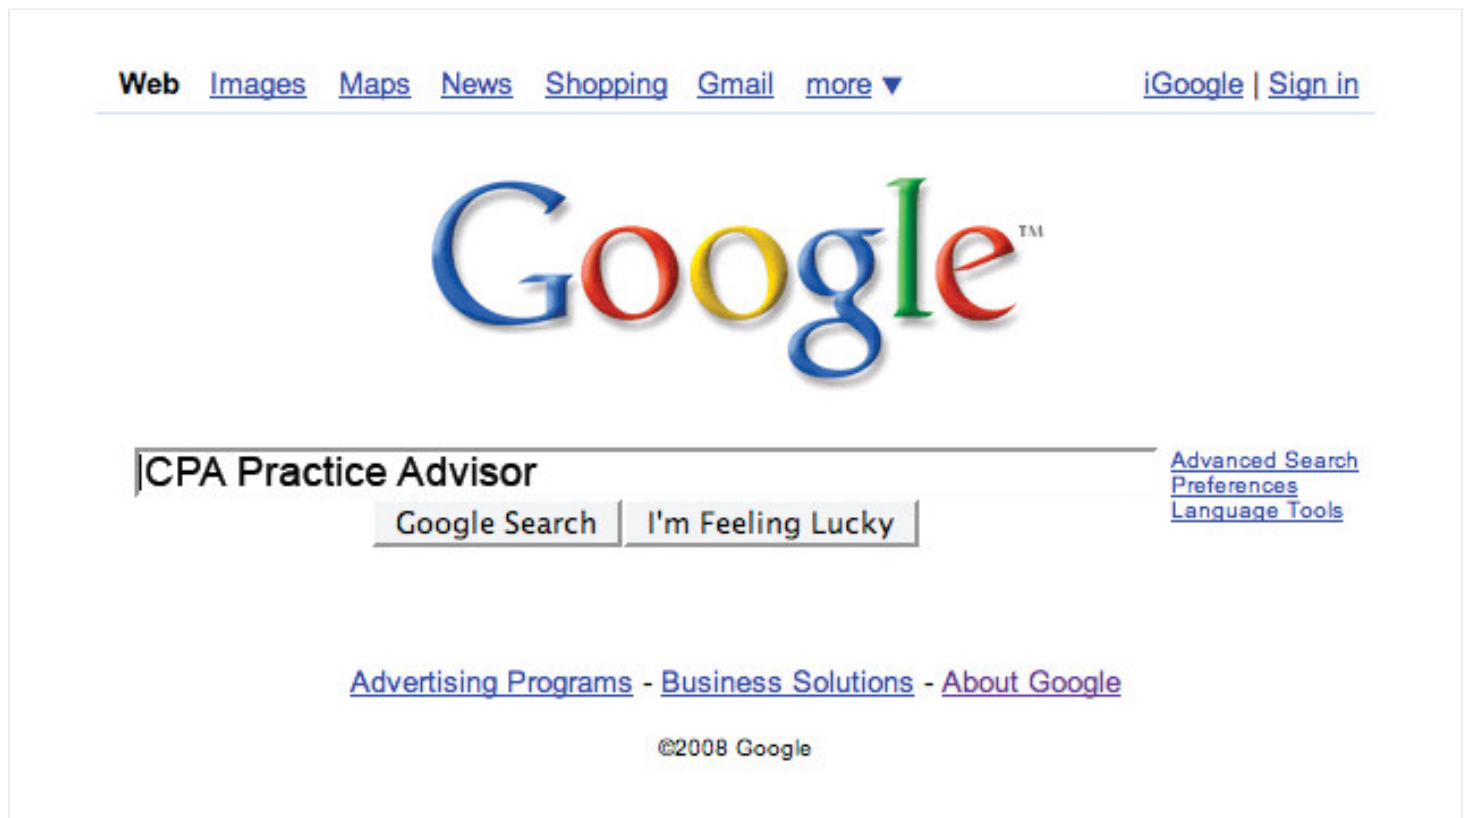 Web Images Maps News Shopping Gmail more ▼ iGoogle | Sign in
Google™
CPA Practice Advisor
Advanced Search
Preferences
Language Tools
Google Search I'm Feeling Lucky
Advertising Programs - Business Solutions - About Google
©2008 Google